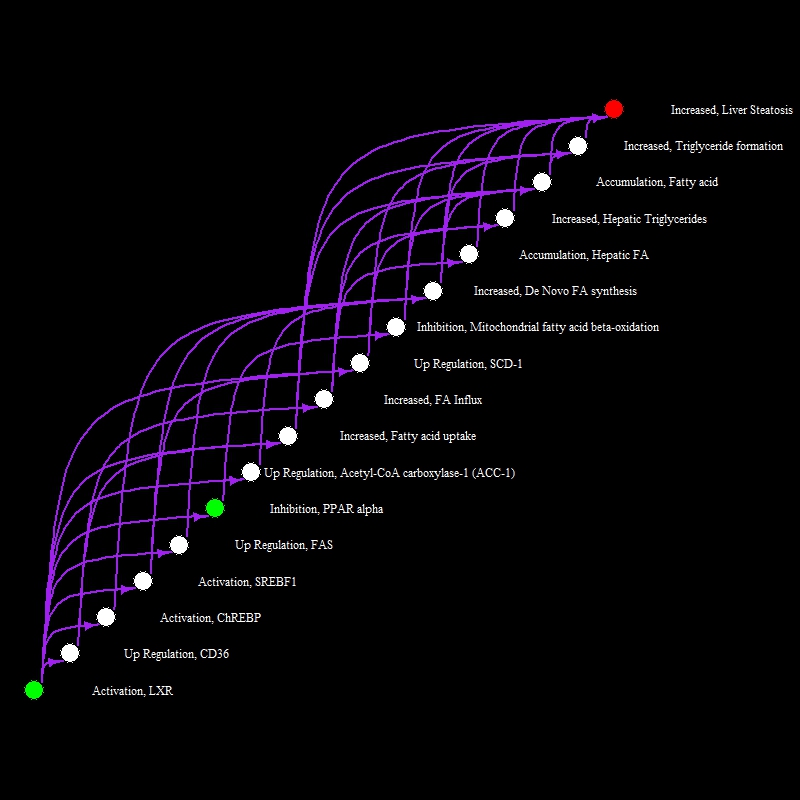 Increased, Liver Steatosis
Increased, Triglyceride formation
Accumulation, Fatty acid
Increased, Hepatic Triglycerides
Accumulation, Hepatic FA
Increased, De Novo FA synthesis
Inhibition, Mitochondrial fatty acid beta-oxidation
Up Regulation, SCD-1
Increased, FA Influx
Increased, Fatty acid uptake
Up Regulation, Acetyl-CoA carboxylase-1 (ACC-1)
Inhibition, PPAR alpha
Up Regulation, FAS
Activation, SREBF1
Activation, ChREBP
Up Regulation, CD36
Activation, LXR